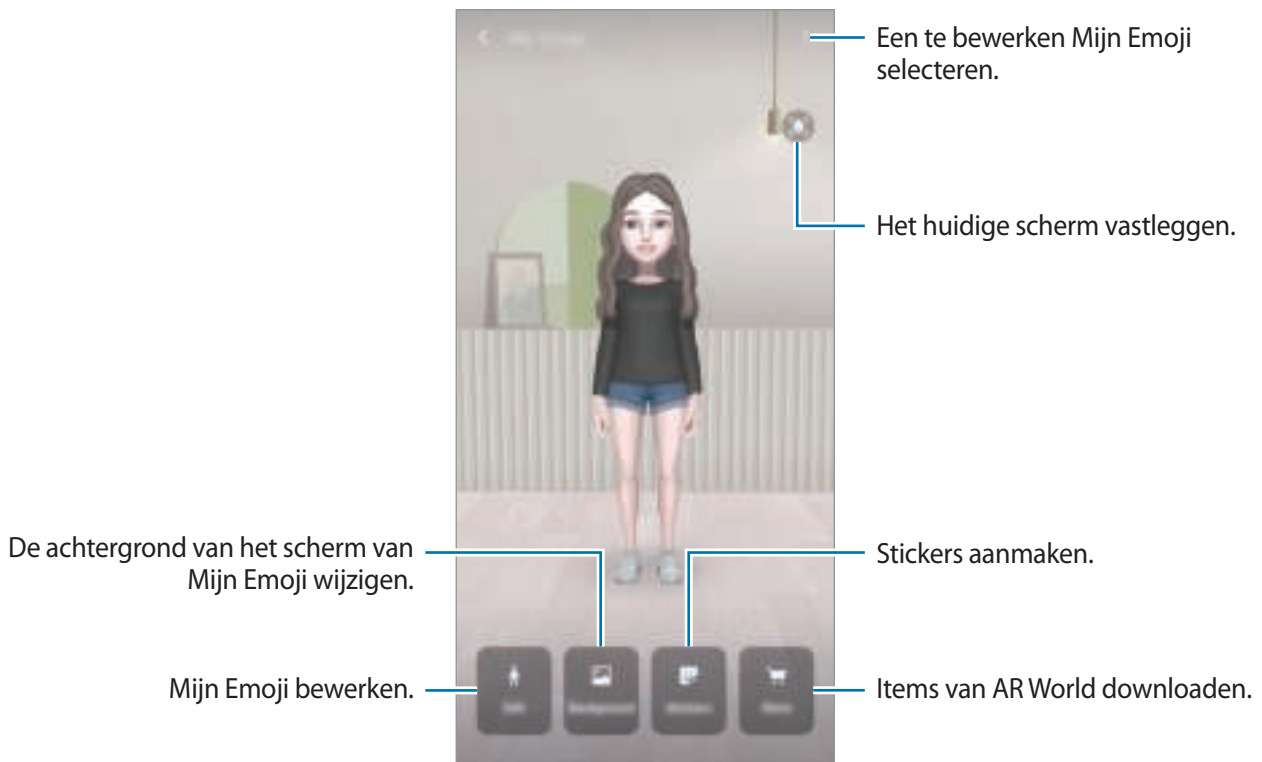 Een te bewerken Mijn Emoji
selecteren.
Het huidige scherm vastleggen.
De achtergrond van het scherm van
Mijn Emoji wijzigen.
Stickers aanmaken.
Mijn Emoji bewerken.
Items van AR World downloaden.